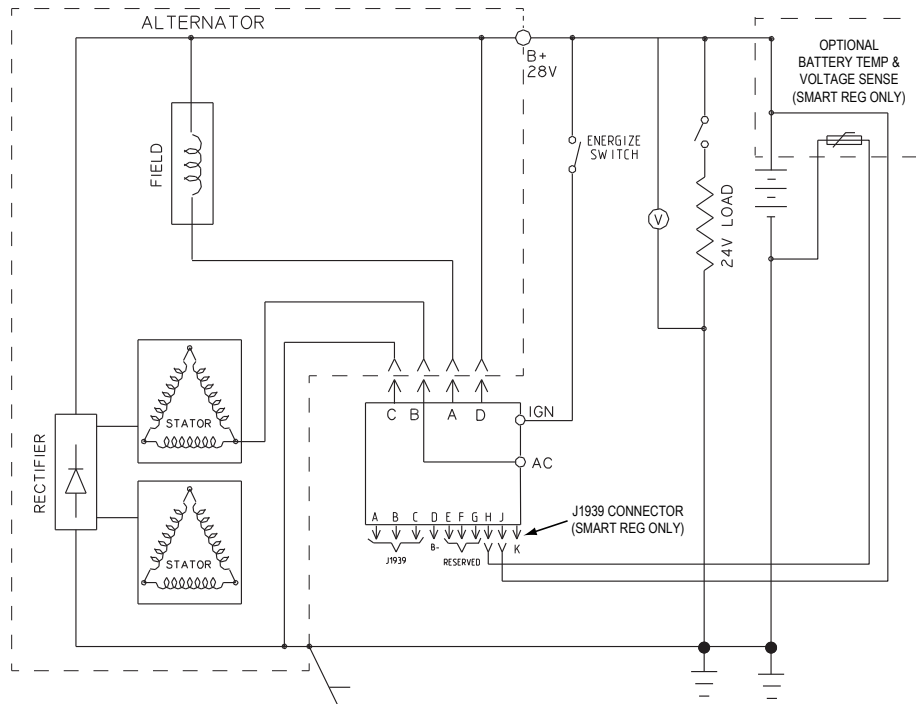 ALTERNATOR
B+
28V
OPTIONAL
BATTERY TEMP &
VOLTAGE SENSE
(SMART REG ONLY)
FIELD
ENERGIZE
SWITCH
V
24V LOAD
STATOR
RECTIFIER
STATOR
C B A D
IGN
AC
A B C D E F G H J
K
B-
J1939
RESERVED
J1939 CONNECTOR
(SMART REG ONLY)